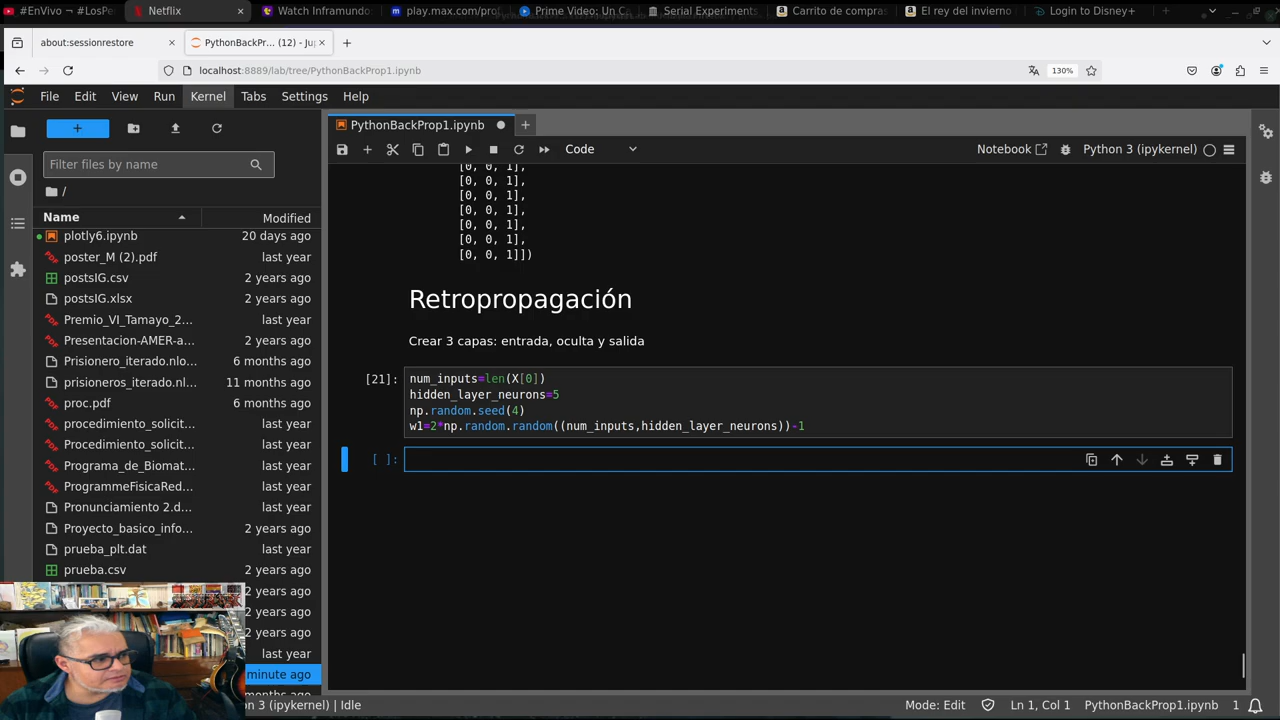 #EnVivo ¬ #LosPe
Netflix
Watch Inframund
play.max.com/pro
Prime Video: Un C
Serial Experiments
Carrito de compras
El rey del invierno
Login to Disney+
about:sessionrestore
PythonBackPr... (12) - Ju
localhost:8889/lab/tree/PythonBackProp1.ipynb
130%
File Edit View Run Kernel Tabs Settings Help
PythonBackProp1.ipynb
Code
Notebook
Python 3 (ipykernel)
Filter files by name
/
Name Modified
plotly6.ipynb 20 days ago
poster_M (2).pdf last year
postsIG.csv 2 years ago
postsIG.xlsx 2 years ago
Premio_VI_Tamayo_2... last year
Presentacion-AMER-a... 2 years ago
Prisionero_iterado.nlo... 6 months ago
prisioneros_iterado.nl... 11 months ago
proc.pdf 6 months ago
procedimiento_solicit... last year
Procedimiento_solicit... last year
Programa_de_Biomat... last year
ProgrammeFisicaRed... last year
Pronunciamiento 2.d... last year
Proyecto_basico_info... 2 years ago
prueba_plt.dat last year
prueba.csv 2 years ago
2 years ago
2 years ago
2 years ago
last year
minute ago
[0, 0, 1],
[0, 0, 1],
[0, 0, 1],
[0, 0, 1],
[0, 0, 1],
[0, 0, 1],
[0, 0, 1]])
Retropropagación
Crear 3 capas: entrada, oculta y salida
[21]:
num_inputs=len(X[0])
hidden_layer_neurons=5
np.random.seed(4)
w1=2*np.random.random((num_inputs,hidden_layer_neurons))-1
[ ]:
n 3 (ipykernel) | Idle
Mode: Edit
Ln 1, Col 1
PythonBackProp1.ipynb
1